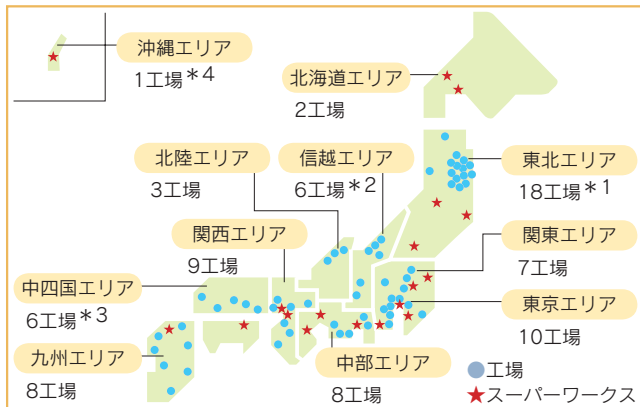 沖縄エリア
1工場＊4
北海道エリア
2工場
北陸エリア
3工場
信越エリア
6工場＊2
東北エリア
18工場＊1
関西エリア
9工場
関東エリア
7工場
中四国エリア
6工場＊3
東京エリア
10工場
九州エリア
8工場
中部エリア
8工場
工場
スーパーワークス